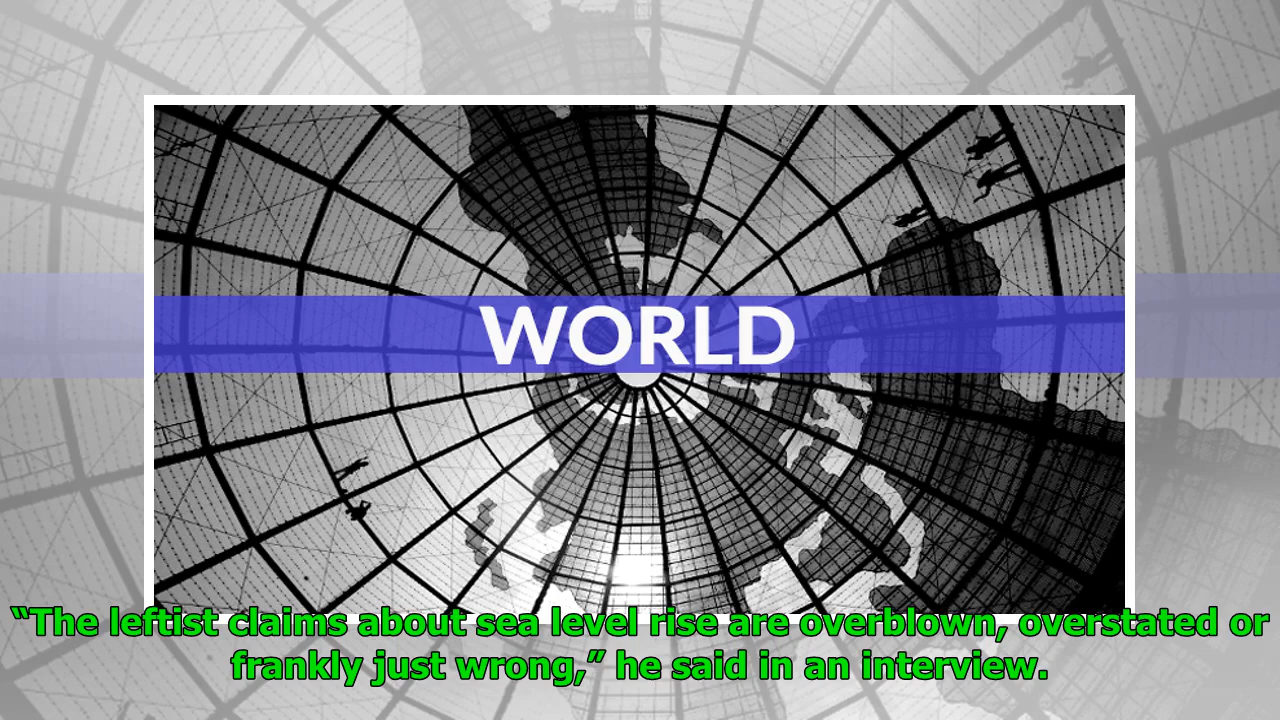 WORLD
“The leftist claims about sea level rise are overblown, overstated or
frankly just wrong,” he said in an interview.